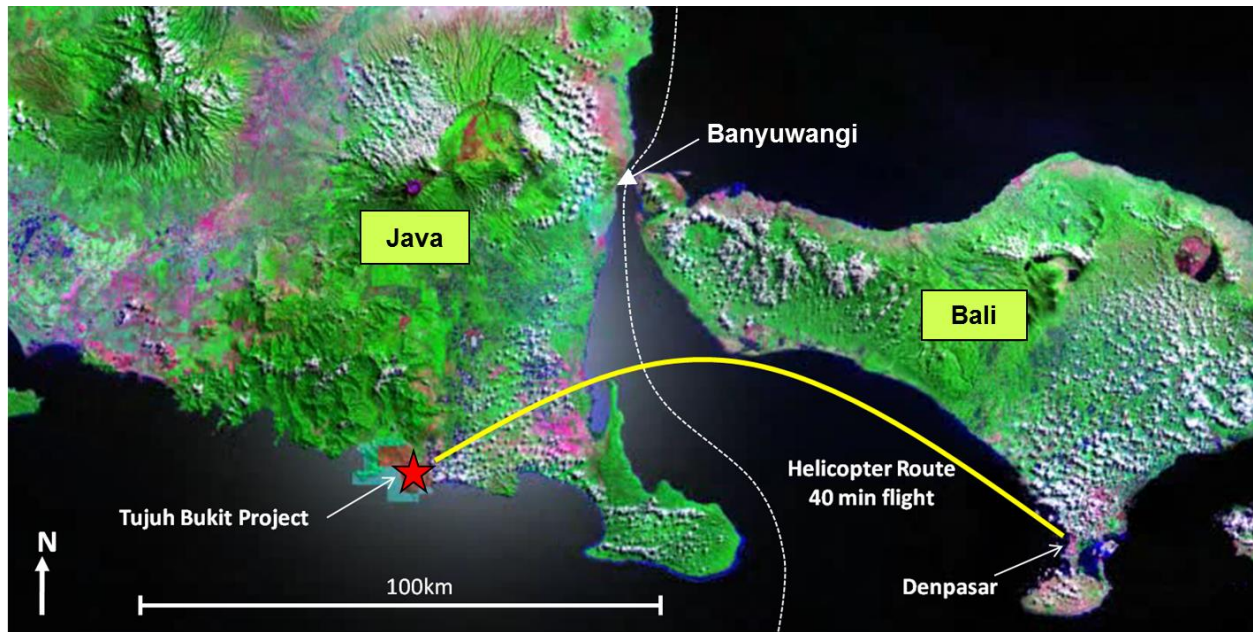 Banyuwangi
Java
Bali
Helicopter Route
40 min flight
Tujuh Bukit Project
N
100km
Denpasar